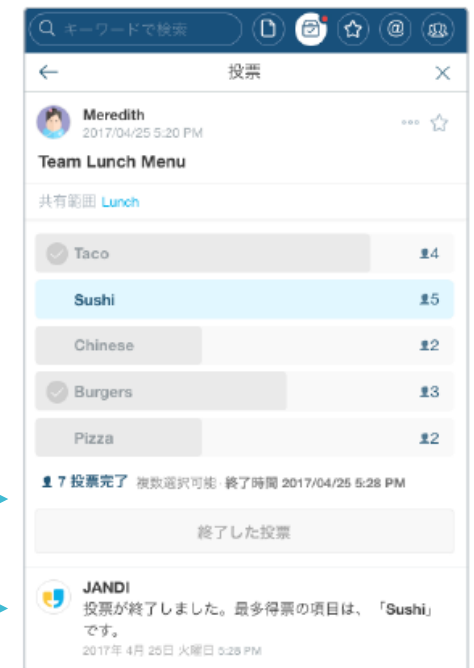 キーワードで検索
投票
Meredith
2017/04/25 5:20 PM
Team Lunch Menu
共有範囲 Lunch
Taco 4
Sushi 5
Chinese 2
Burgers 3
Pizza 2
7 投票完了 複数選択可能 · 終了時間 2017/04/25 5:28 PM
終了した投票
JANDI
投票が終了しました。最多得票の項目は、「Sushi」
です。
2017年 4月 25日 火曜日 5:28 PM